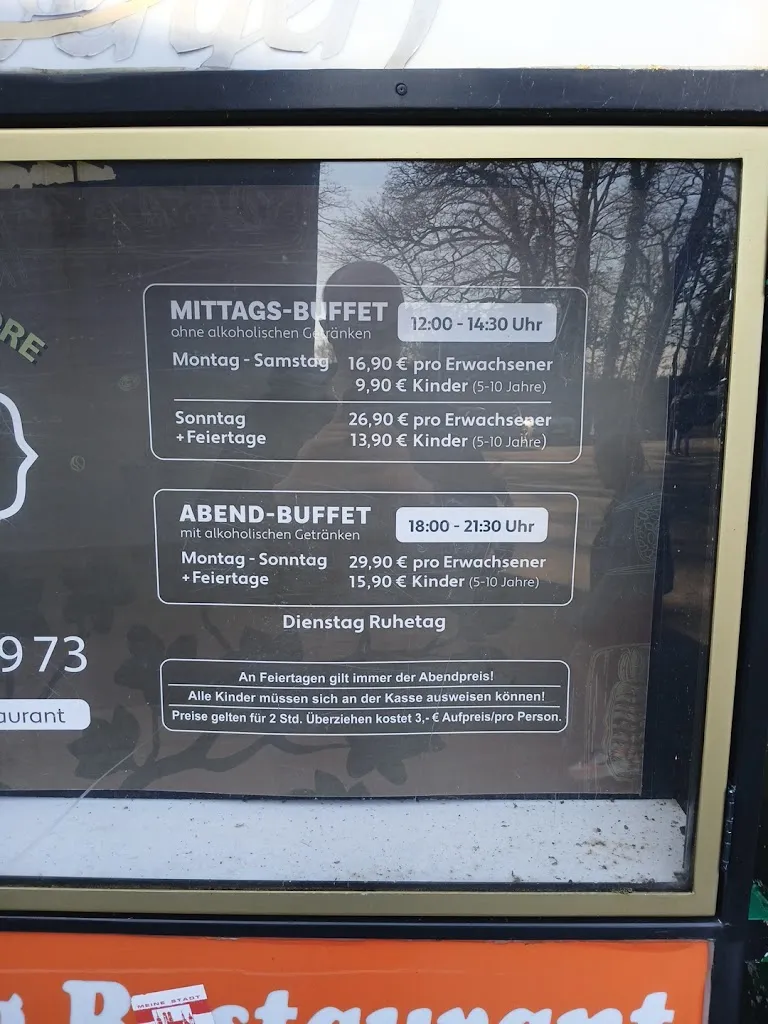 ORE
MITTAGS-BUFFET 12:00 - 14:30 Uhr
ohne alkoholischen Getränken
Montag - Samstag 16,90 € pro Erwachsener
9,90 € Kinder (5-10 Jahre)
Sonntag 26,90 € pro Erwachsener
+Feiertage 13,90 € Kinder (5-10 Jahre)
ABEND-BUFFET 18:00 - 21:30 Uhr
mit alkoholischen Getränken
Montag - Sonntag 29,90 € pro Erwachsener
+Feiertage 15,90 € Kinder (5-10 Jahre)
Dienstag Ruhetag
973
aurant
An Feiertagen gilt immer der Abendpreis!
Alle Kinder müssen sich an der Kasse ausweisen können!
Preise gelten für 2 Std. Überziehen kostet 3,- € Aufpreis/pro Person.
MEINE STADT
Restaurant